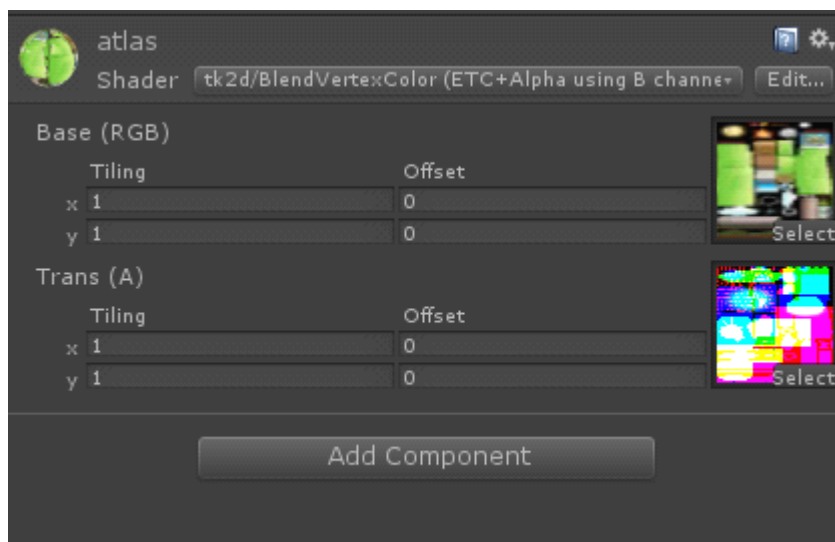 atlas
Shader tk2d/BlendVertexColor (ETC+Alpha using B channe Edit...
Base (RGB)
Tiling Offset
x 1 0
y 1 0
Select
Trans (A)
Tiling Offset
x 1 0
y 1 0
Select
Add Component